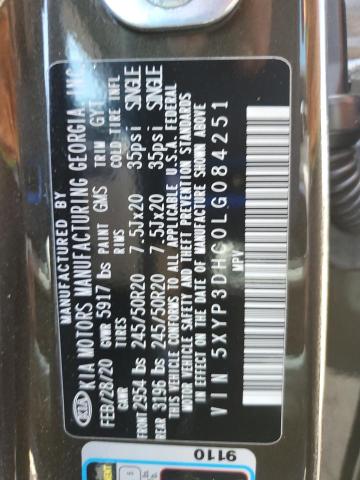 MANUFACTURED BY
KIA KIA MOTORS MANUFACTURING GEORGIA, INC.
FEB/28/20 GVWR 5917 lbs PAINT GMS TRIM GYT
GAWR TIRES RIMS COLD TIRE INFL
FRONT 2954 lbs 245/50R20 7.5Jx20 35psi SINGLE
REAR 3196 lbs 245/50R20 7.5Jx20 35psi SINGLE
THIS VEHICLE CONFORMS TO ALL APPLICABLE U.S.A. FEDERAL
MOTOR VEHICLE SAFETY AND THEFT PREVENTION STANDARDS
IN EFFECT ON THE DATE OF MANUFACTURE SHOWN ABOVE
VIN 5XYP3DHC0LG084251
MPV
9110